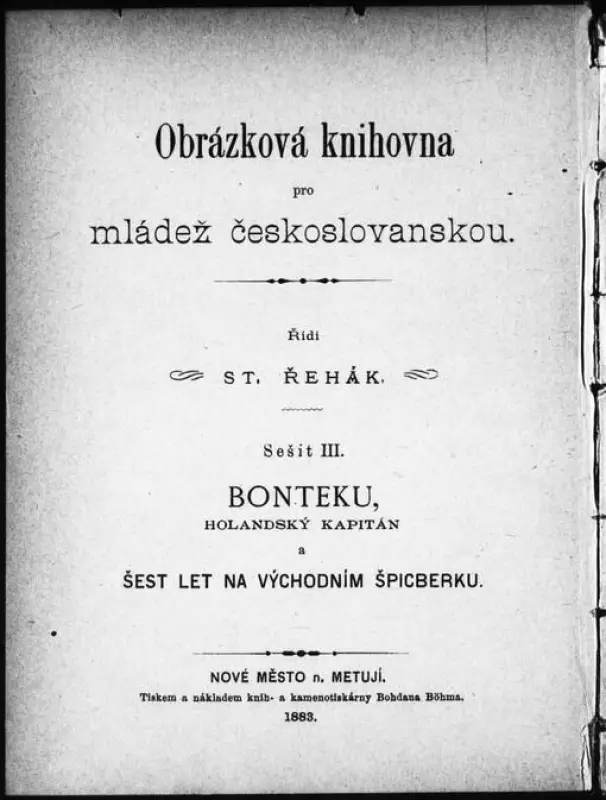 Obrázková knihovna
pro
mládež českoslovanskou.
Řídí
ST. ŘEHÁK.
Sešit III.
BONTEKU,
HOLANDSKÝ KAPITÁN
a
ŠEST LET NA VÝCHODNÍM ŠPICBERKU.
NOVÉ MĚSTO n. METUJÍ.
Tiskem a nákladem knih- a kamenotiskárny Bohdana Böhma.
1883.